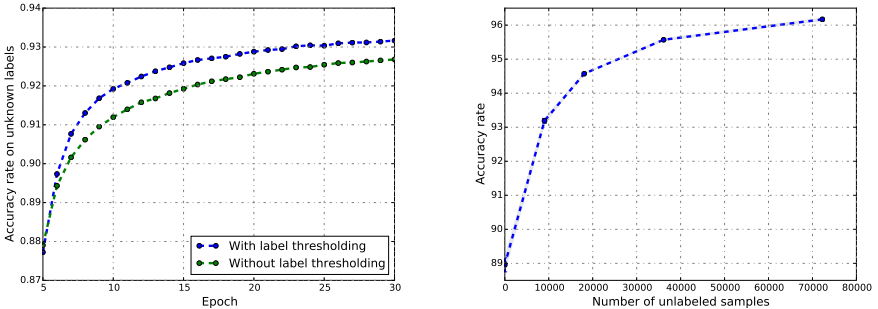 0.94
0.93
0.92
0.91
0.90
0.89
0.88
0.87
Accuracy rate on unknown labels
With label thresholding
Without label thresholding
5 10 15 20 25 30
Epoch
96
95
94
93
92
91
90
89
Accuracy rate
0 10000 20000 30000 40000 50000 60000 70000 80000
Number of unlabeled samples